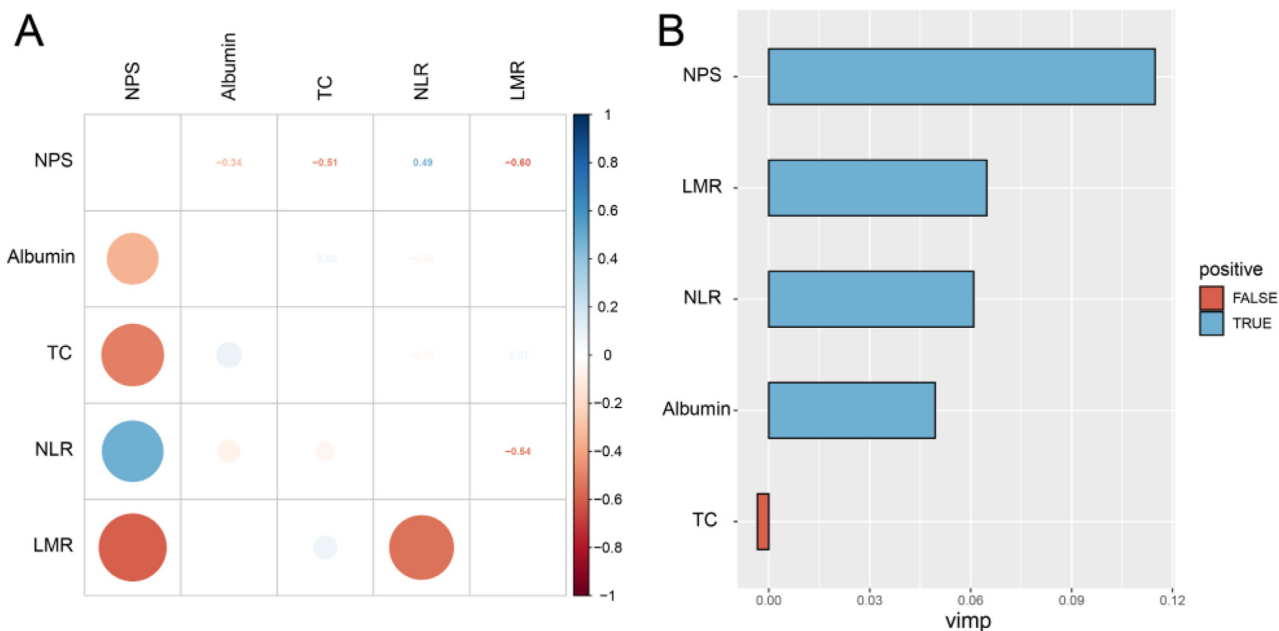 A
NPS
Albumin
TC
NLR
LMR
NPS
−0.34
−0.51
0.49
−0.60
Albumin
TC
NLR
−0.54
LMR
1
0.8
0.6
0.4
0.2
0
−0.2
−0.4
−0.6
−0.8
−1
B
NPS
LMR
NLR
Albumin
TC
0.00
0.03
0.06
0.09
0.12
vimp
positive
FALSE
TRUE